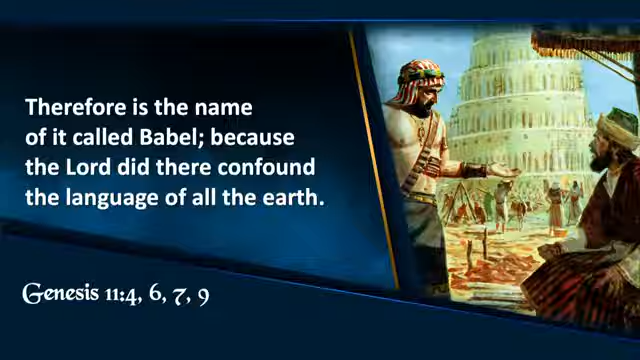 Therefore is the name
of it called Babel; because
the Lord did there confound
the language of all the earth.
Genesis 11:4, 6, 7, 9